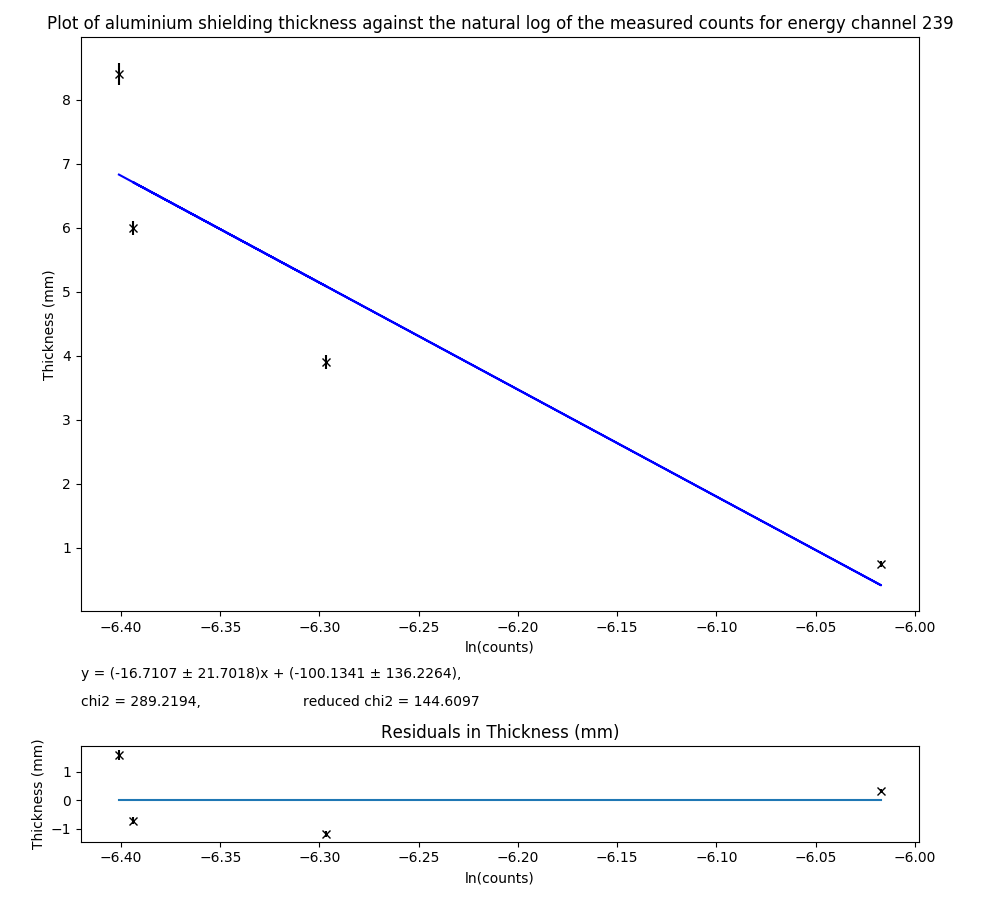 Plot of aluminium shielding thickness against the natural log of the measured counts for energy channel 239
8
7
6
5
4
3
2
1
Thickness (mm)
−6.40 −6.35 −6.30 −6.25 −6.20 −6.15 −6.10 −6.05 −6.00
ln(counts)
y = (-16.7107 ± 21.7018)x + (-100.1341 ± 136.2264),
chi2 = 289.2194, reduced chi2 = 144.6097
Residuals in Thickness (mm)
1
0
−1
Thickness (mm)
−6.40 −6.35 −6.30 −6.25 −6.20 −6.15 −6.10 −6.05 −6.00
ln(counts)